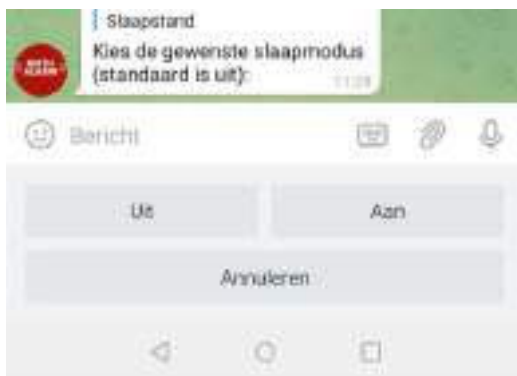 Slaapstand
Kies de gewenste slaapmodus
(standaard is uit):
Bericht
Uit
Aan
Annuleren